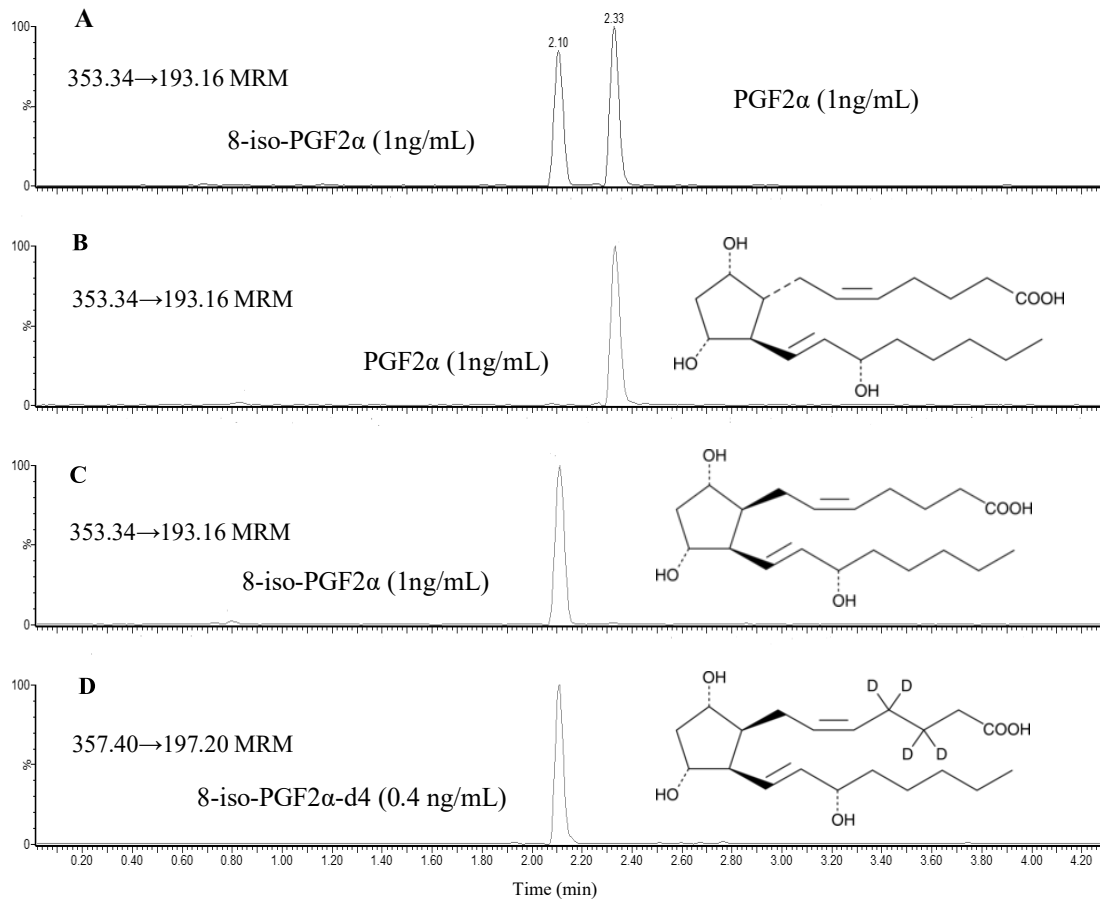 A
100
%
0
2.10
2.33
353.34→193.16 MRM
8-iso-PGF2α (1ng/mL)
PGF2α (1ng/mL)
B
100
%
0
353.34→193.16 MRM
PGF2α (1ng/mL)
OH
COOH
HO
OH
C
100
%
0
353.34→193.16 MRM
8-iso-PGF2α (1ng/mL)
OH
COOH
HO
OH
D
100
%
0
357.40→197.20 MRM
8-iso-PGF2α-d4 (0.4 ng/mL)
OH
D D
COOH
D D
HO
OH
0.20 0.40 0.60 0.80 1.00 1.20 1.40 1.60 1.80 2.00 2.20 2.40 2.60 2.80 3.00 3.20 3.40 3.60 3.80 4.00 4.20
Time (min)